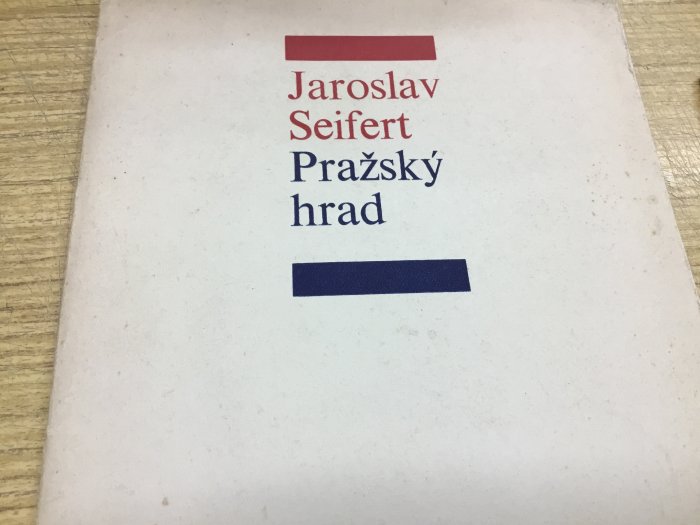 Jaroslav
Seifert
Pražský
hrad